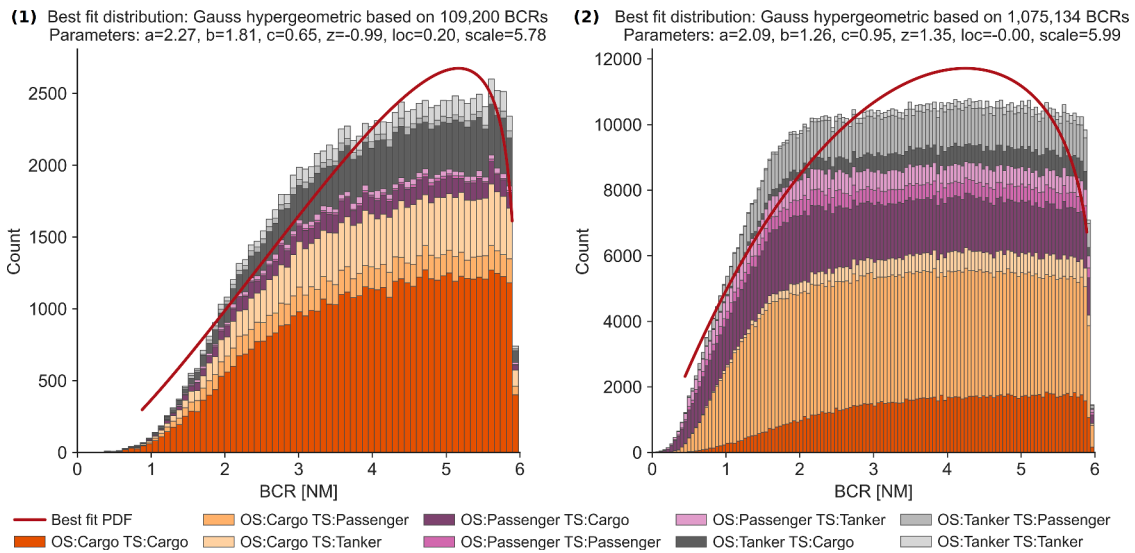 (1) Best fit distribution: Gauss hypergeometric based on 109,200 BCRs
Parameters: a=2.27, b=1.81, c=0.65, z=-0.99, loc=0.20, scale=5.78
2500
2000
1500
1000
500
0
Count
0 1 2 3 4 5 6
BCR [NM]
(2) Best fit distribution: Gauss hypergeometric based on 1,075,134 BCRs
Parameters: a=2.09, b=1.26, c=0.95, z=1.35, loc=-0.00, scale=5.99
12000
10000
8000
6000
4000
2000
0
Count
0 1 2 3 4 5 6
BCR [NM]
Best fit PDF
OS:Cargo TS:Cargo
OS:Cargo TS:Passenger
OS:Cargo TS:Tanker
OS:Passenger TS:Cargo
OS:Passenger TS:Passenger
OS:Passenger TS:Tanker
OS:Tanker TS:Cargo
OS:Tanker TS:Passenger
OS:Tanker TS:Tanker